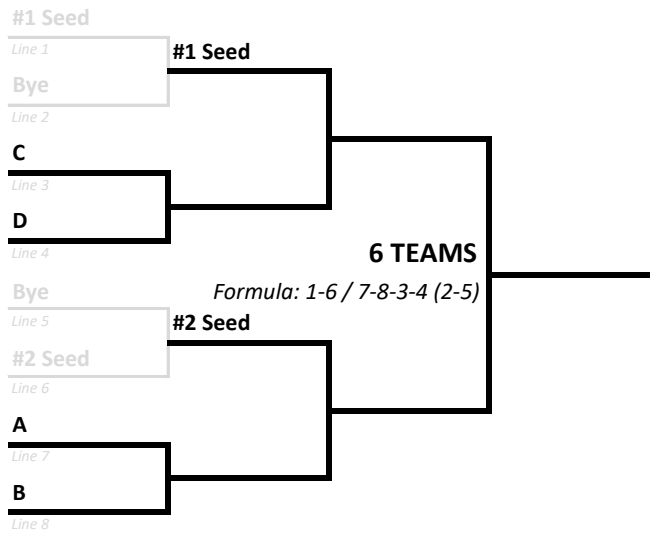 #1 Seed
Line 1
#1 Seed
Bye
Line 2
C
Line 3
D
Line 4
6 TEAMS
Bye
Formula: 1-6 / 7-8-3-4 (2-5)
Line 5
#2 Seed
#2 Seed
Line 6
A
Line 7
B
Line 8